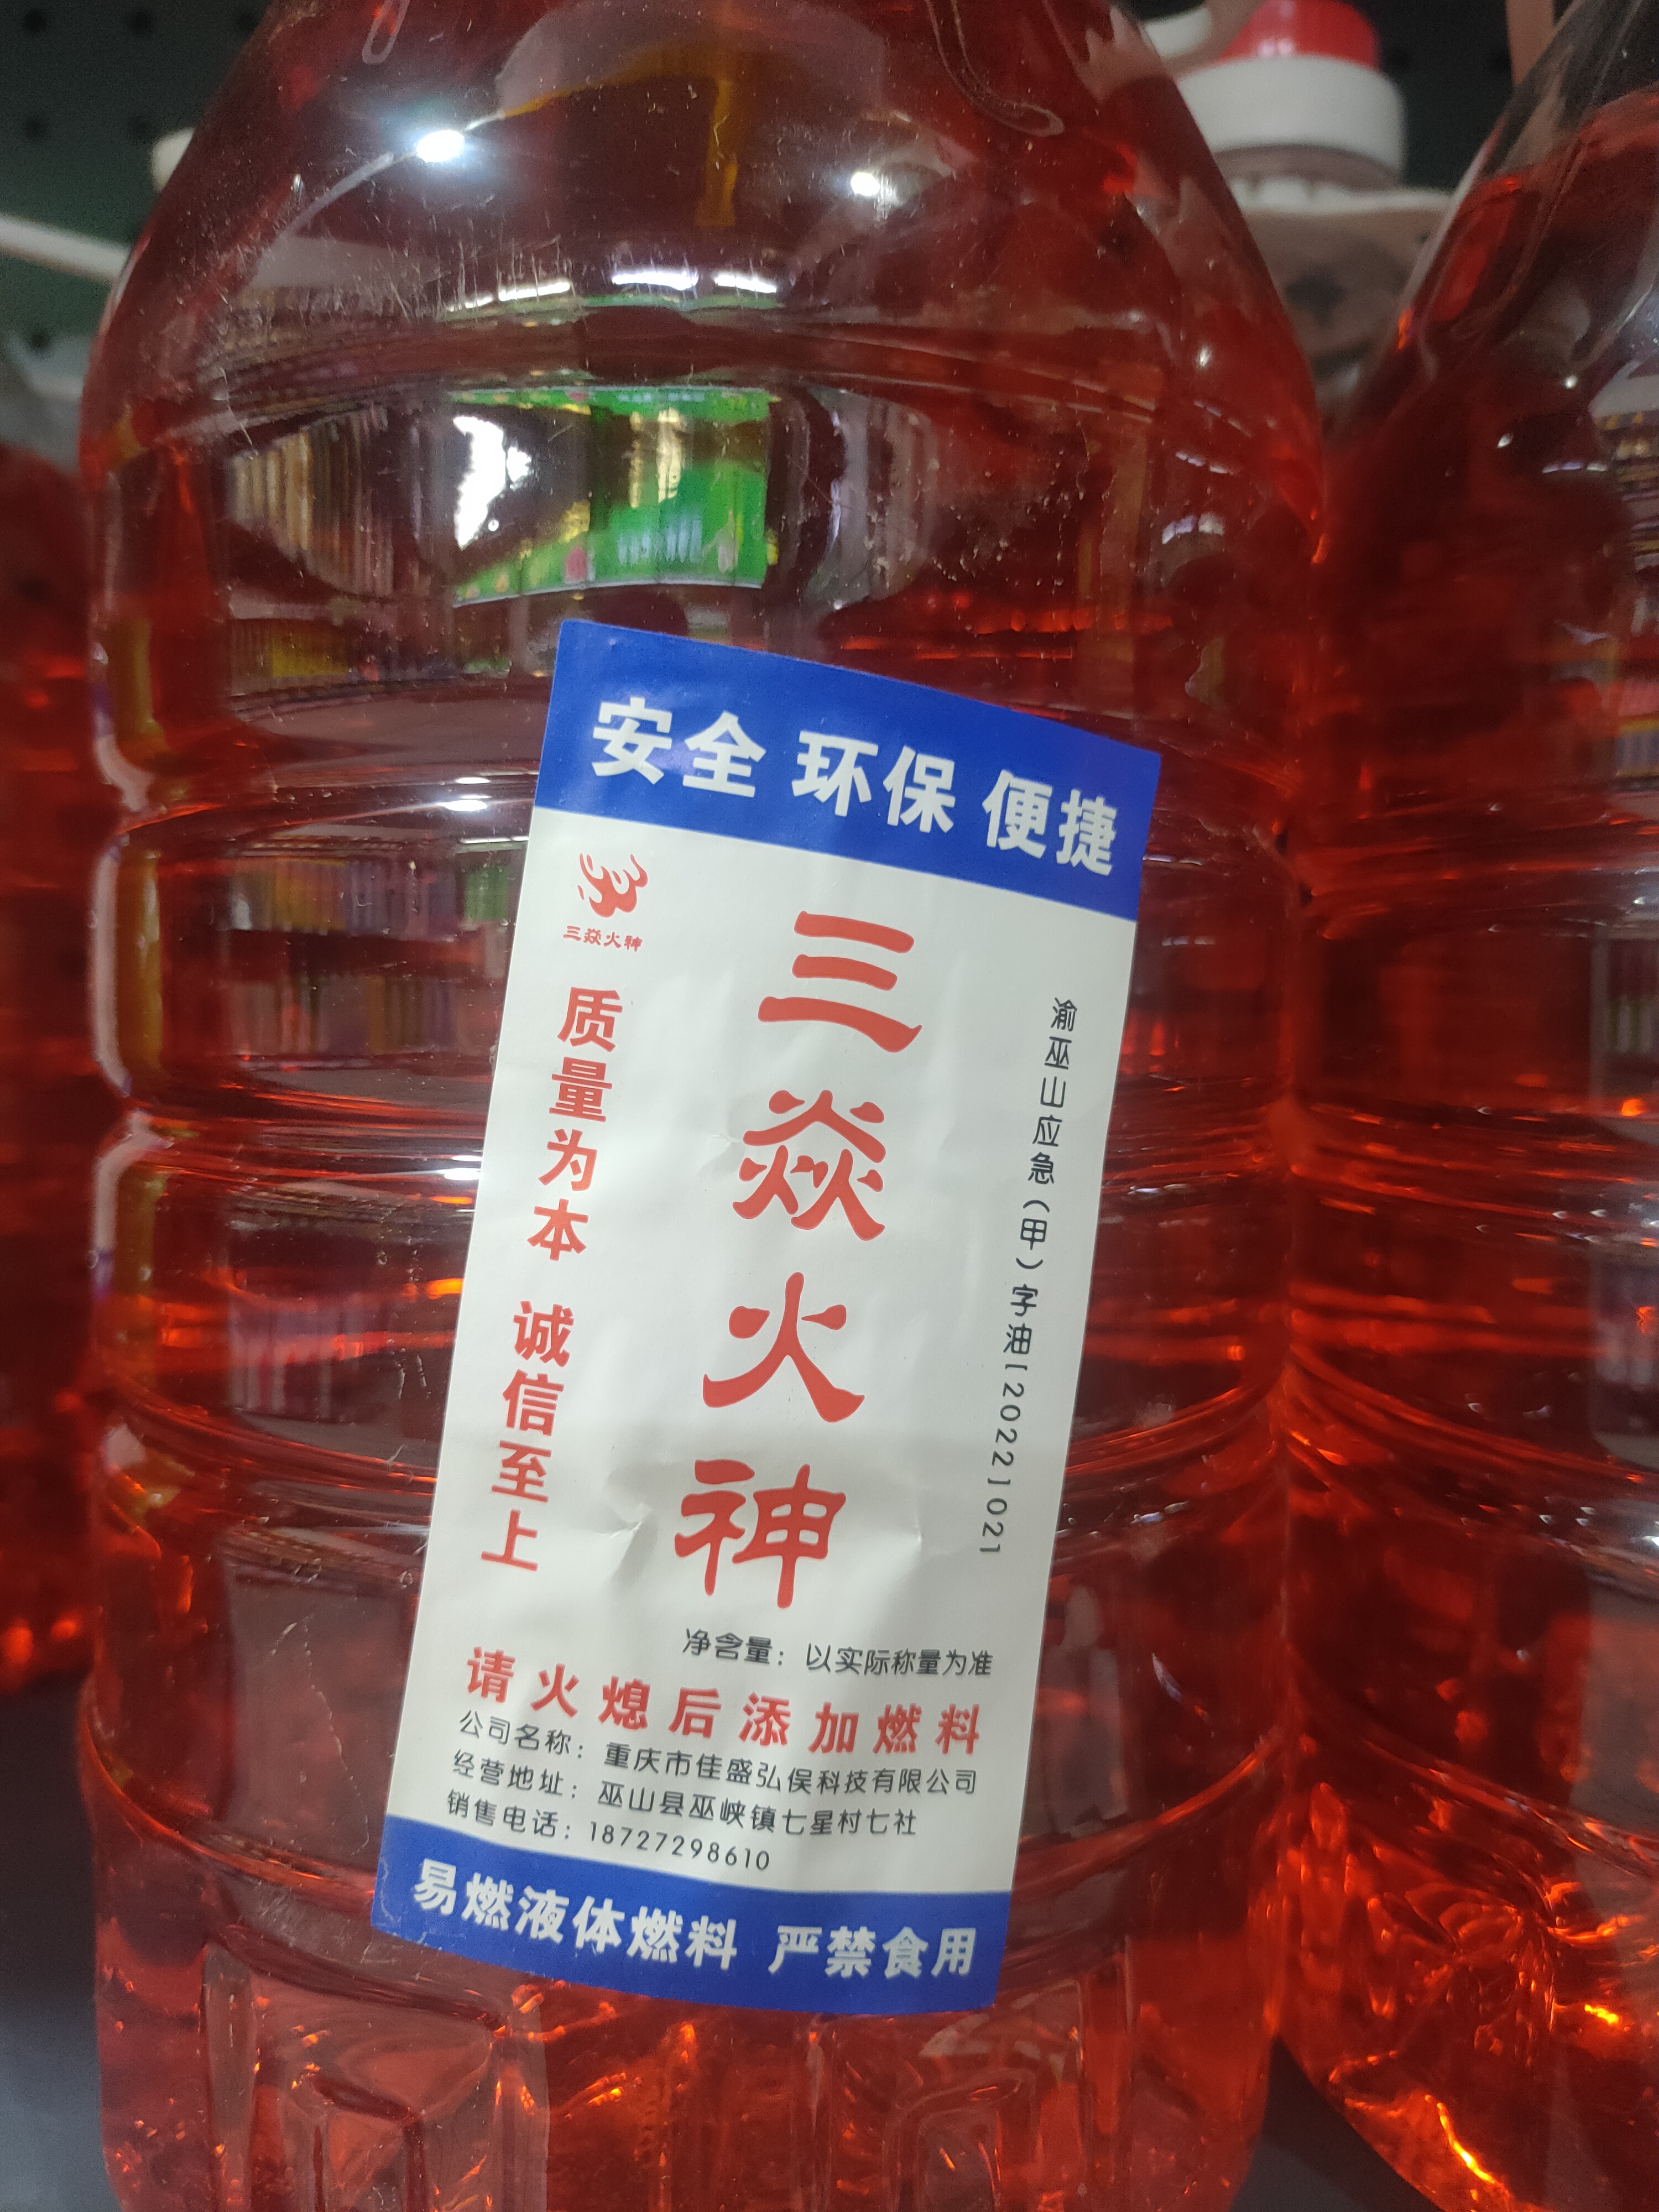 安全 环保 便捷
三焱火神
质量为本 诚信至上
三焱火神
渝巫山应急(甲)字油[2022]021
净含量：以实际称量为准
请火熄后添加燃料
公司名称：重庆市佳盛弘俣科技有限公司
经营地址：巫山县巫峡镇七星村七社
销售电话：18727298610
易燃液体燃料 严禁食用